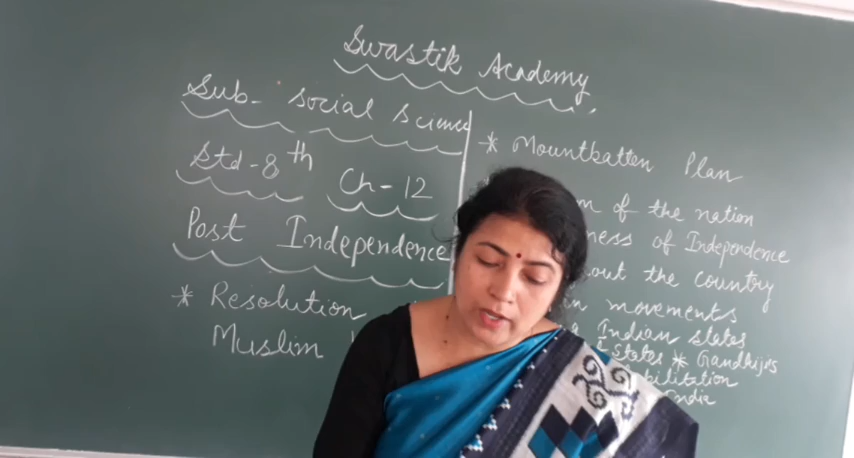 Swastik Academy
Sub- social science
Std-8th Ch-12
Post Independence
* Resolution
Muslim
* Mountbatten Plan
of the nation
ness of Independence
out the country
movements
Indian states
States * Gandhijis
bilitation
India